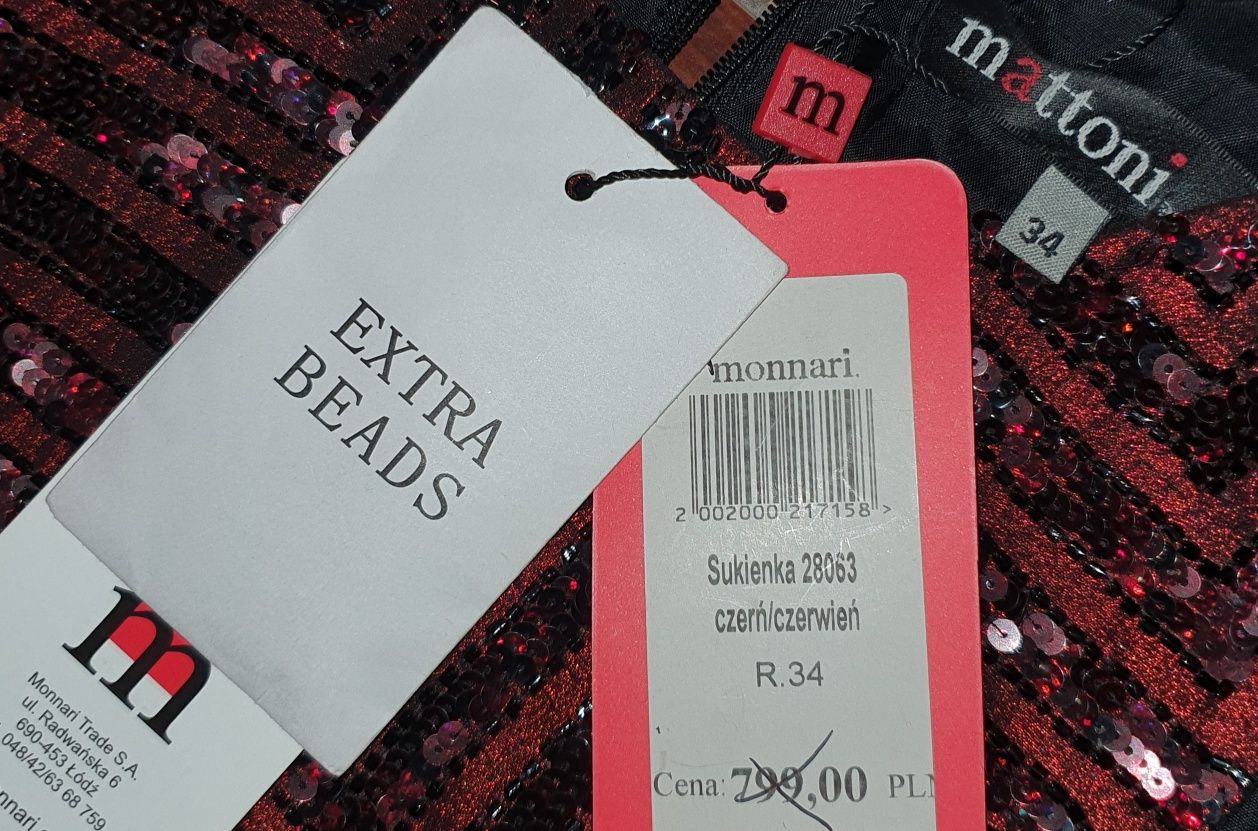 m
mattoni
34
EXTRA
BEADS
monnari.
2 002000 217158 >
Sukienka 28063
czerń/czerwień
R.34
Cena: 799,00 PLN
m
Monnari Trade S.A.
ul. Radwańska 6
690-453 Łódź
048/42/63 68 759